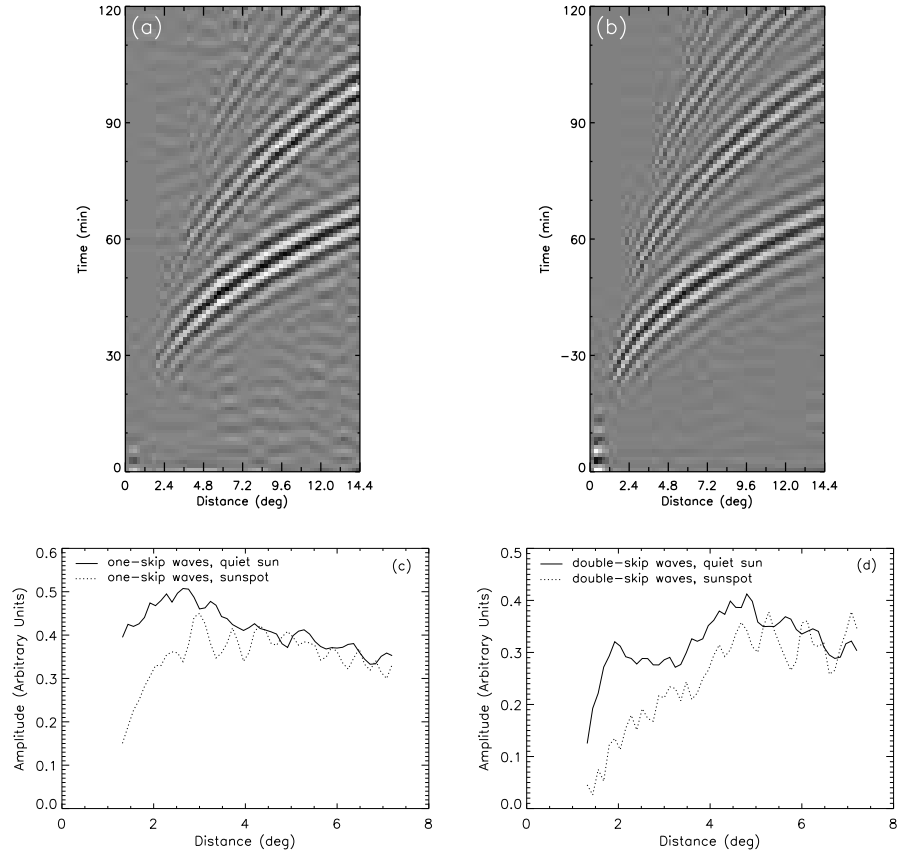 120
90
60
30
0
Time (min)
(a)
0 2.4 4.8 7.2 9.6 12.0 14.4
Distance (deg)
120
90
60
−30
0
Time (min)
(b)
0 2.4 4.8 7.2 9.6 12.0 14.4
Distance (deg)
0.6
0.5
0.4
0.3
0.2
0.1
0.0
Amplitude (Arbitrary Units)
one−skip waves, quiet sun
one−skip waves, sunspot
(c)
0 2 4 6 8
Distance (deg)
0.5
0.4
0.3
0.2
0.1
0.0
Amplitude (Arbitrary Units)
double−skip waves, quiet sun
double−skip waves, sunspot
(d)
0 2 4 6 8
Distance (deg)